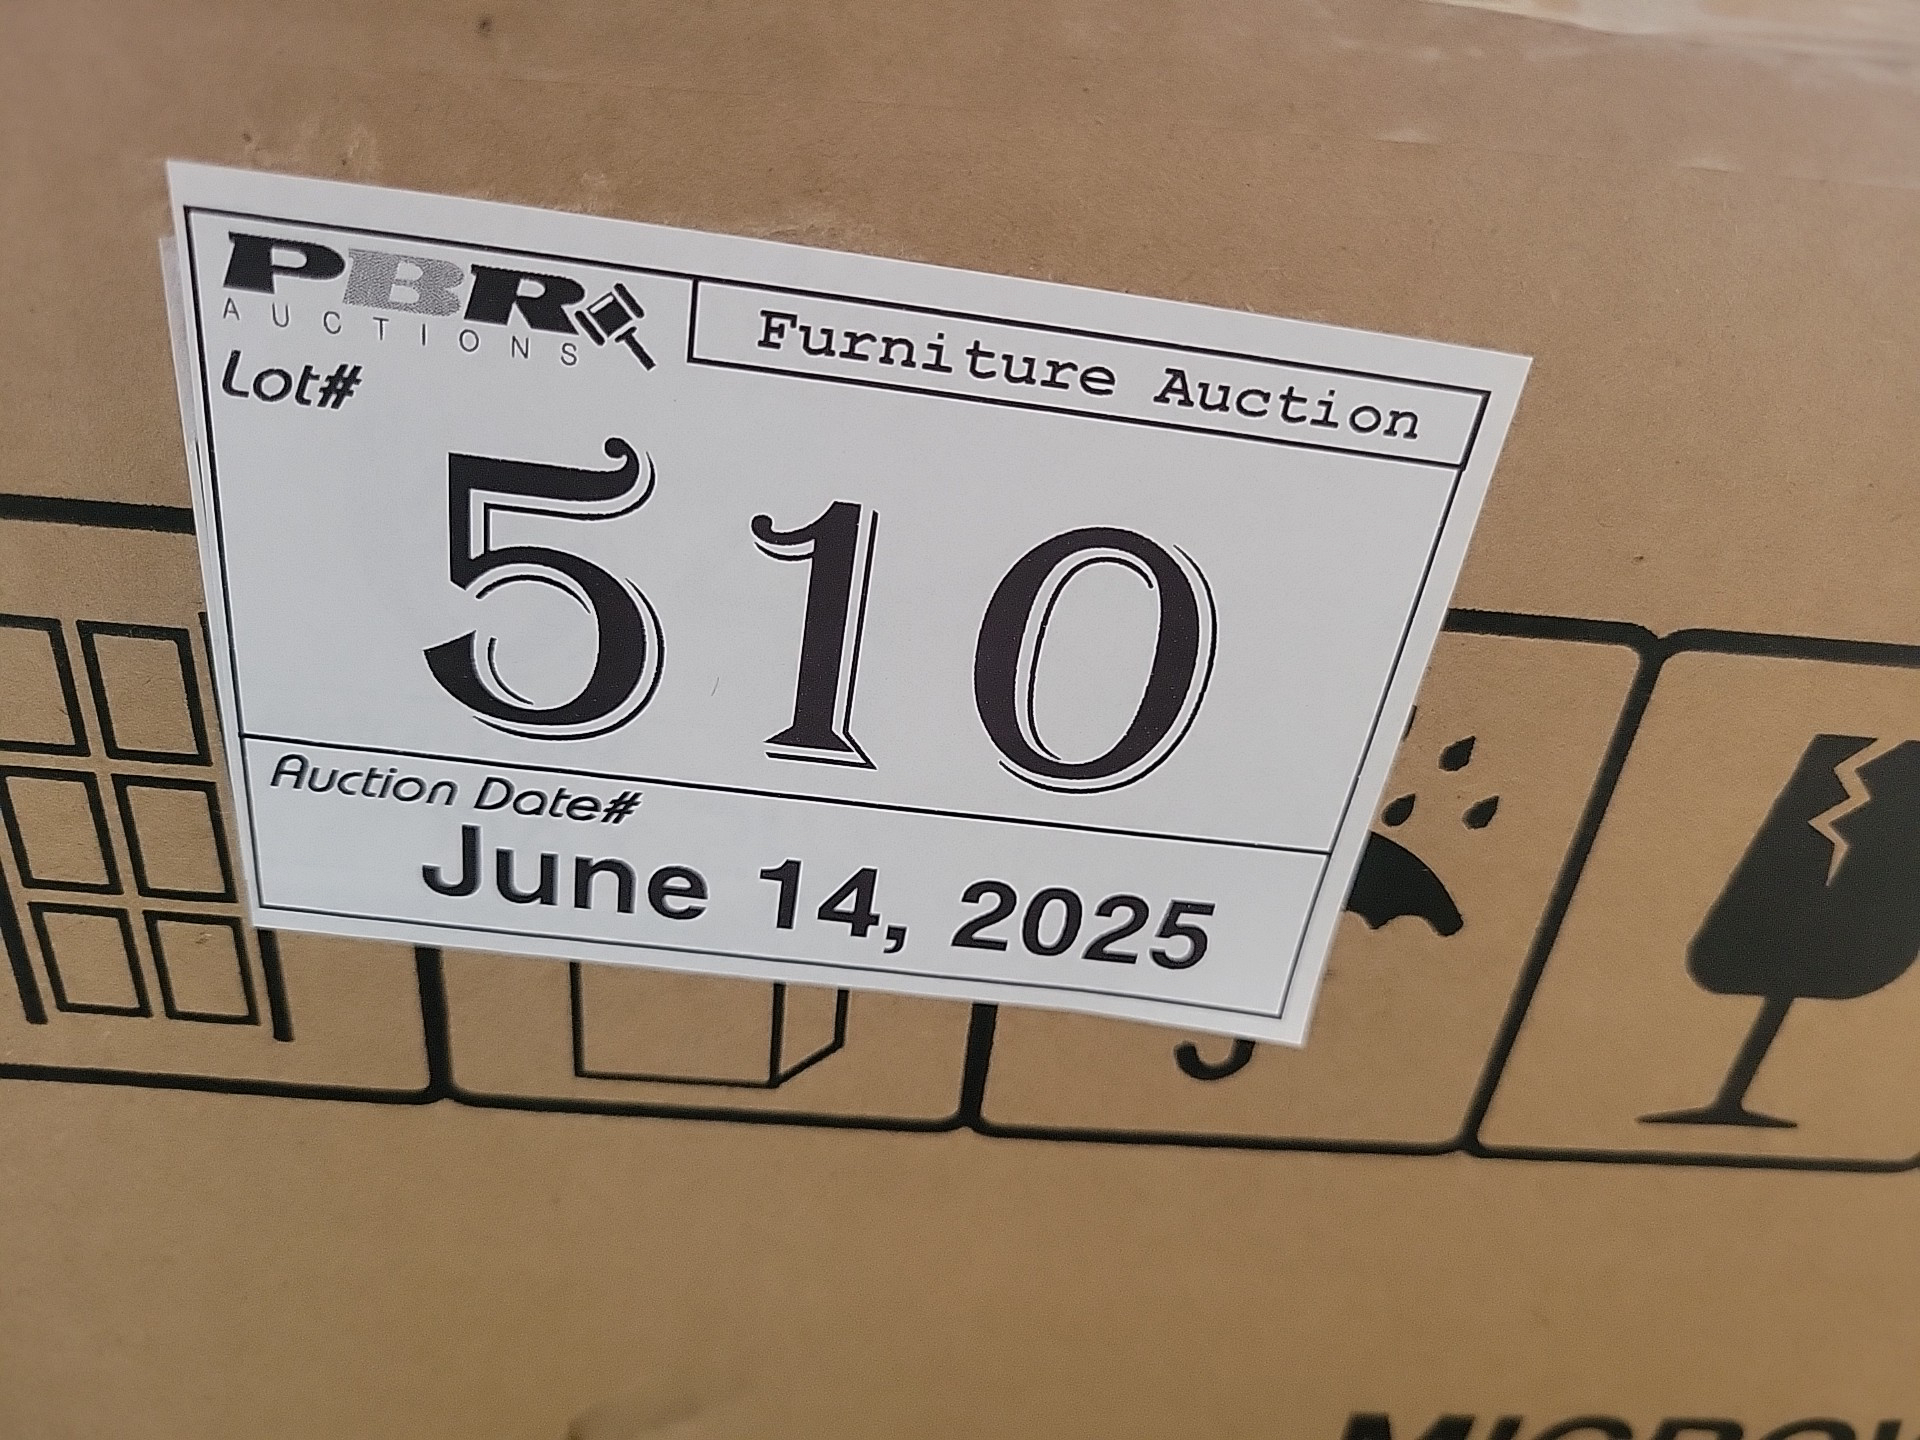 PBR
AUCTIONS
Furniture Auction
Lot#
510
Auction Date#
June 14, 2025